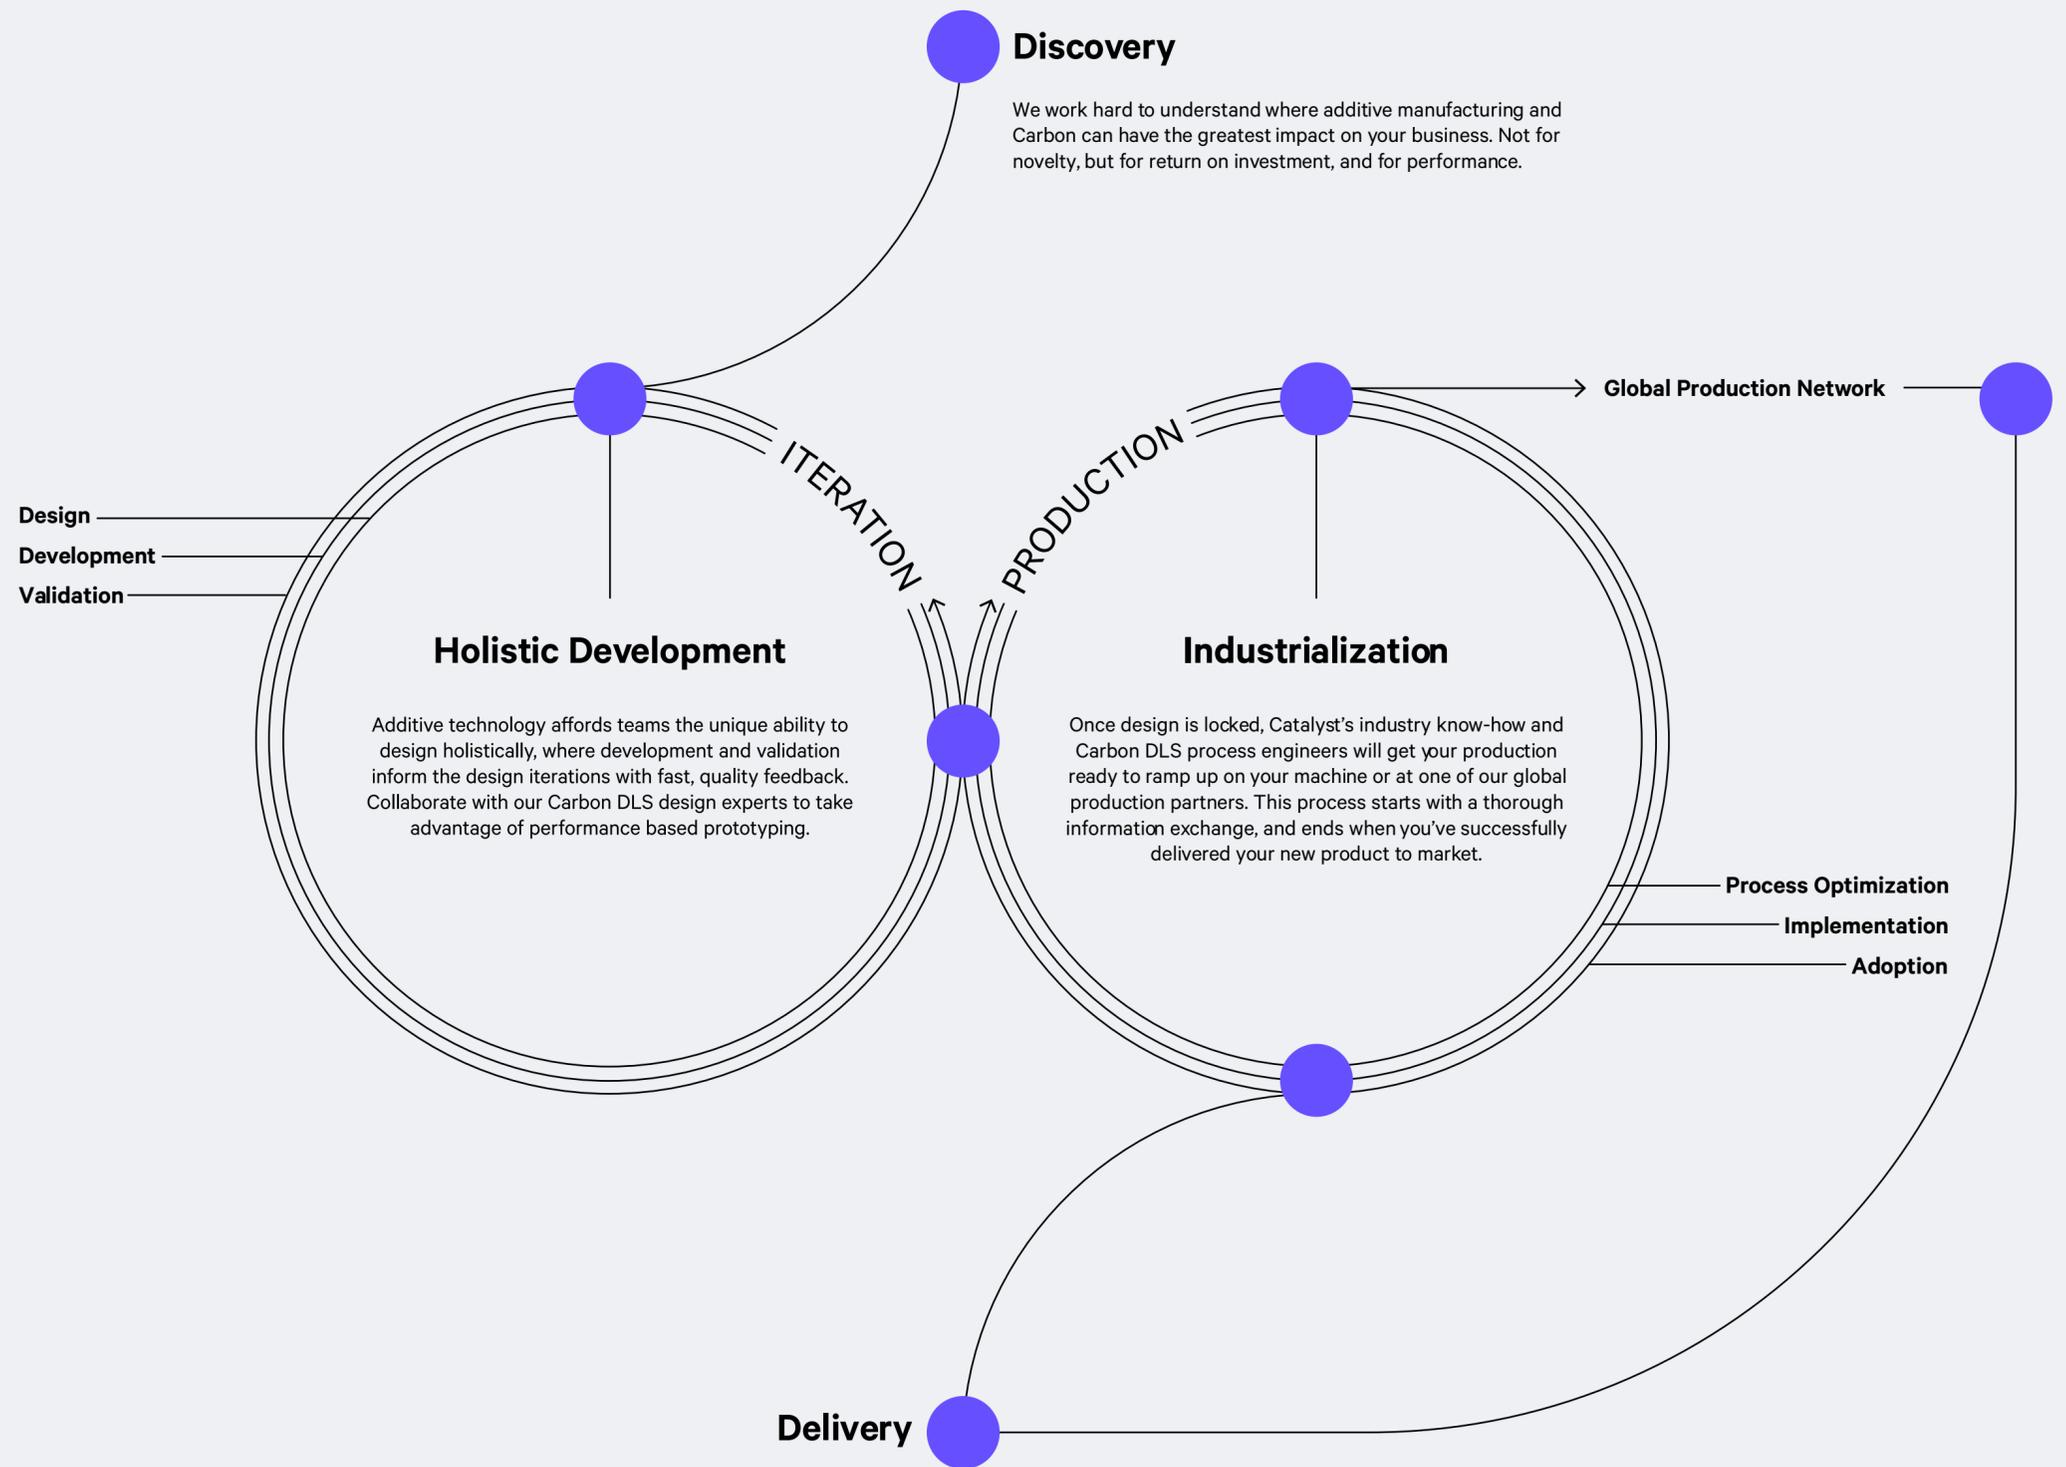 Discovery
We work hard to understand where additive manufacturing and
Carbon can have the greatest impact on your business. Not for
novelty, but for return on investment, and for performance.
Global Production Network
ITERATION
PRODUCTION
Design
Development
Validation
Holistic Development
Additive technology affords teams the unique ability to
design holistically, where development and validation
inform the design iterations with fast, quality feedback.
Collaborate with our Carbon DLS design experts to take
advantage of performance based prototyping.
Industrialization
Once design is locked, Catalyst’s industry know-how and
Carbon DLS process engineers will get your production
ready to ramp up on your machine or at one of our global
production partners. This process starts with a thorough
information exchange, and ends when you’ve successfully
delivered your new product to market.
Process Optimization
Implementation
Adoption
Delivery